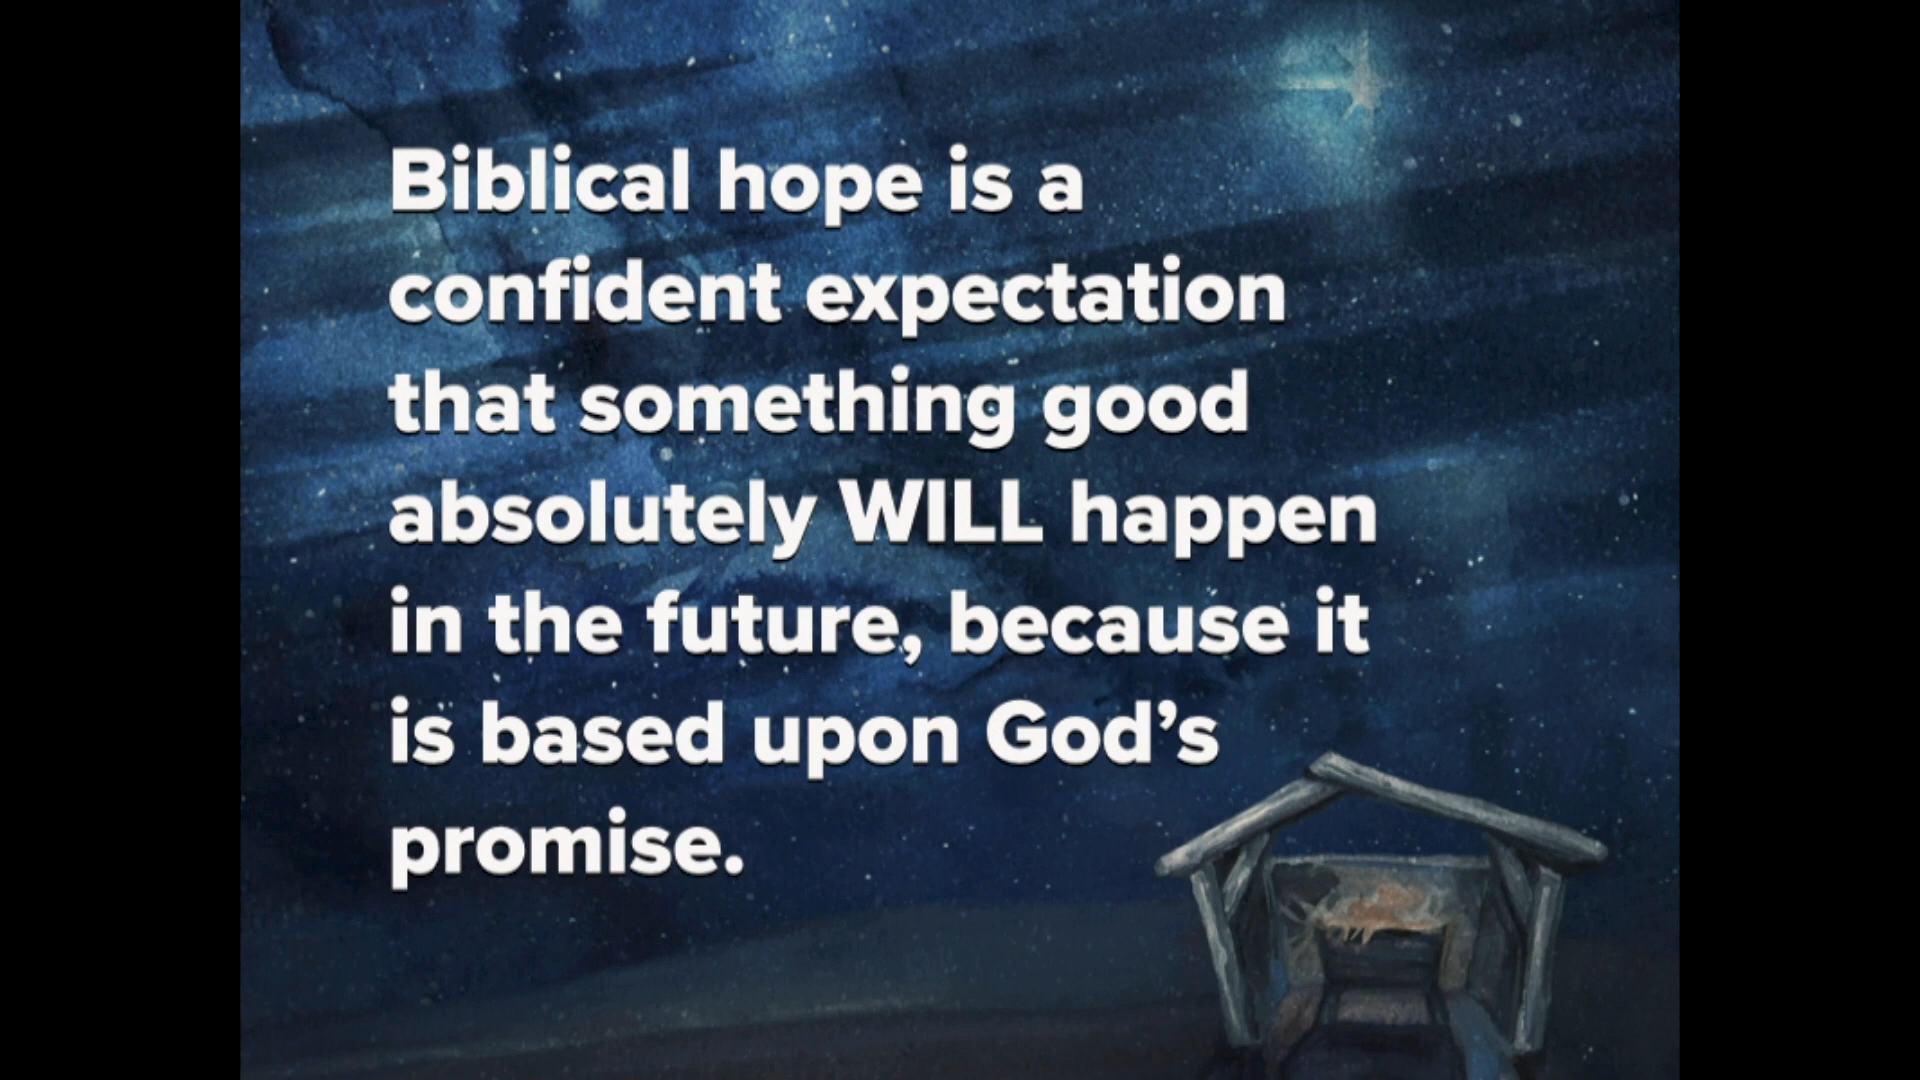 Biblical hope is a
confident expectation
that something good
absolutely WILL happen
in the future, because it
is based upon God’s
promise.